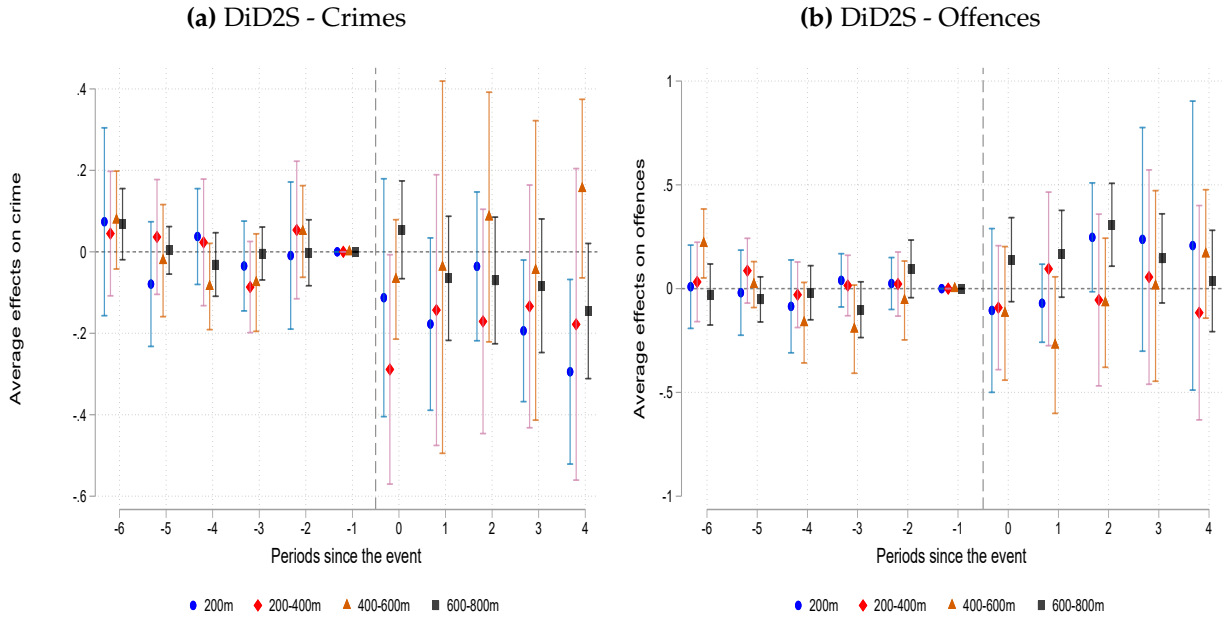 (a) DiD2S - Crimes
Average effects on crime
.4
.2
0
-.2
-.4
-.6
-6 -5 -4 -3 -2 -1 0 1 2 3 4
Periods since the event
200m 200-400m 400-600m 600-800m
(b) DiD2S - Offences
Average effects on offences
1
.5
0
-.5
-1
-6 -5 -4 -3 -2 -1 0 1 2 3 4
Periods since the event
200m 200-400m 400-600m 600-800m